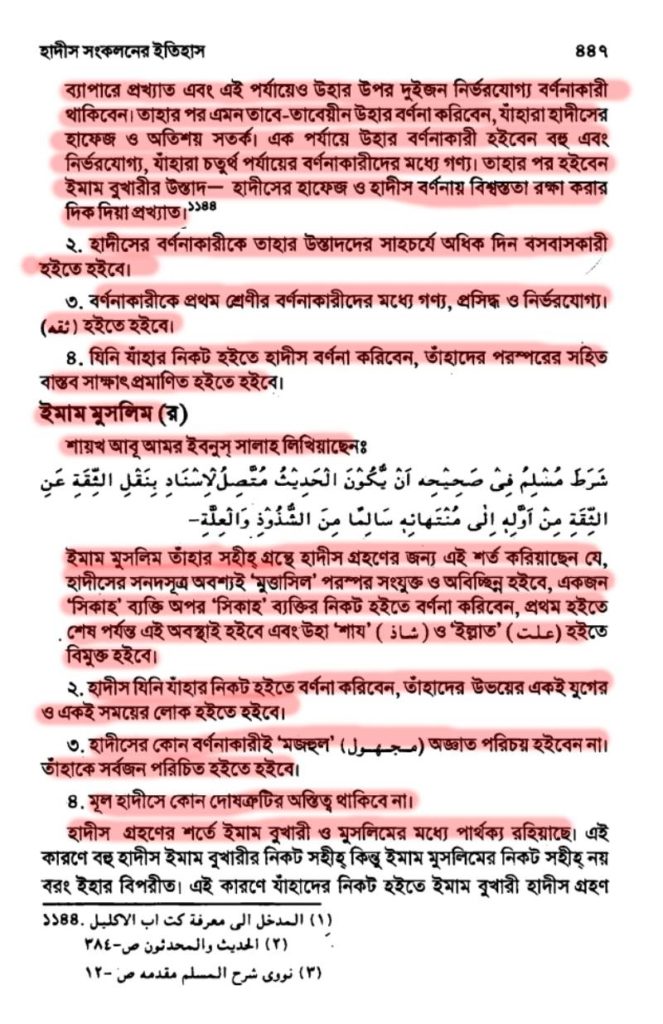 হাদীস সংকলনের ইতিহাস ৪৪৭
ব্যাপারে প্রখ্যাত এবং এই পর্যায়েও উহার উপর দুইজন নির্ভরযোগ্য বর্ণনাকারী
থাকিবেন। তাহার পর এমন তাবে-তাবেয়ীন উহার বর্ণনা করিবেন, যাঁহারা হাদীসের
হাফেজ ও অতিশয় সতর্ক। এক পর্যায়ে উহার বর্ণনাকারী হইবেন বহু এবং
নির্ভরযোগ্য, যাঁহারা চতুর্থ পর্যায়ের বর্ণনাকারীদের মধ্যে গণ্য। তাহার পর হইবেন
ইমাম বুখারীর উস্তাদ— হাদীসের হাফেজ ও হাদীস বর্ণনায় বিশ্বস্ততা রক্ষা করার
দিক দিয়া প্রখ্যাত।১১৪৪
২. হাদীসের বর্ণনাকারীকে তাহার উস্তাদদের সাহচর্যে অধিক দিন বসবাসকারী
হইতে হইবে।
৩. বর্ণনাকারীকে প্রথম শ্রেণীর বর্ণনাকারীদের মধ্যে গণ্য, প্রসিদ্ধ ও নির্ভরযোগ্য।
(ثقه) হইতে হইবে।
৪. যিনি যাঁহার নিকট হইতে হাদীস বর্ণনা করিবেন, তাঁহাদের পরস্পরের সহিত
বাস্তব সাক্ষাৎ প্রমাণিত হইতে হইবে।
ইমাম মুসলিম (র)
শায়খ আবূ আমর ইবনুস্ সালাহ লিখিয়াছেনঃ
شَرَطَ مُسْلِمٌ فِىْ صَحِيْحِه اَنْ يَّكُوْنَ الْحَدِيْثُ مُتَّصِلُ لْاِسْنَادِ بِنَقْلِ الثِّقَةِ عَنِ
الثِّقَةِ مِنْ اَوَّلِهٖ اِلٰى مُنْتَهَائِهٖ سَالِمًا مِنَ الشُّذُوْذِ وَالْعِلَّةِ–
ইমাম মুসলিম তাঁহার সহীহ্ গ্রন্থে হাদীস গ্রহণের জন্য এই শর্ত করিয়াছেন যে,
হাদীসের সনদসূত্র অবশ্যই ‘মুত্তাসিল’ পরস্পর সংযুক্ত ও অবিচ্ছিন্ন হইবে, একজন
‘সিকাহ’ ব্যক্তি অপর ‘সিকাহ’ ব্যক্তির নিকট হইতে বর্ণনা করিবেন, প্রথম হইতে
শেষ পর্যন্ত এই অবস্থাই হইবে এবং উহা ‘শায’ ( شاذ ) ও ‘ইল্লাত’ (علت) হইতে
বিমুক্ত হইবে।
২. হাদীস যিনি যাঁহার নিকট হইতে বর্ণনা করিবেন, তাঁহাদের উভয়ের একই যুগের
ও একই সময়ের লোক হইতে হইবে।
৩. হাদীসের কোন বর্ণনাকারীই ‘মজহুল’ (مجهول) অজ্ঞাত পরিচয় হইবেন না।
তাঁহাকে সর্বজন পরিচিত হইতে হইবে।
৪. মূল হাদীসে কোন দোষত্রুটির অস্তিত্ব থাকিবে না।
হাদীস গ্রহণের শর্তে ইমাম বুখারী ও মুসলিমের মধ্যে পার্থক্য রহিয়াছে। এই
কারণে বহু হাদীস ইমাম বুখারীর নিকট সহীহ্ কিন্তু ইমাম মুসলিমের নিকট সহীহ্ নয়
বরং ইহার বিপরীত। এই কারণে যাঁহাদের নিকট হইতে ইমাম বুখারী হাদীস গ্রহণ
১১৪৪. (١) المدخل الى معرفة كت اب الاكليل
(٢) الحديث والمحدثون ص–٣٨٤
(٣) نووى شرح المسلم مقدمه ص –١٢